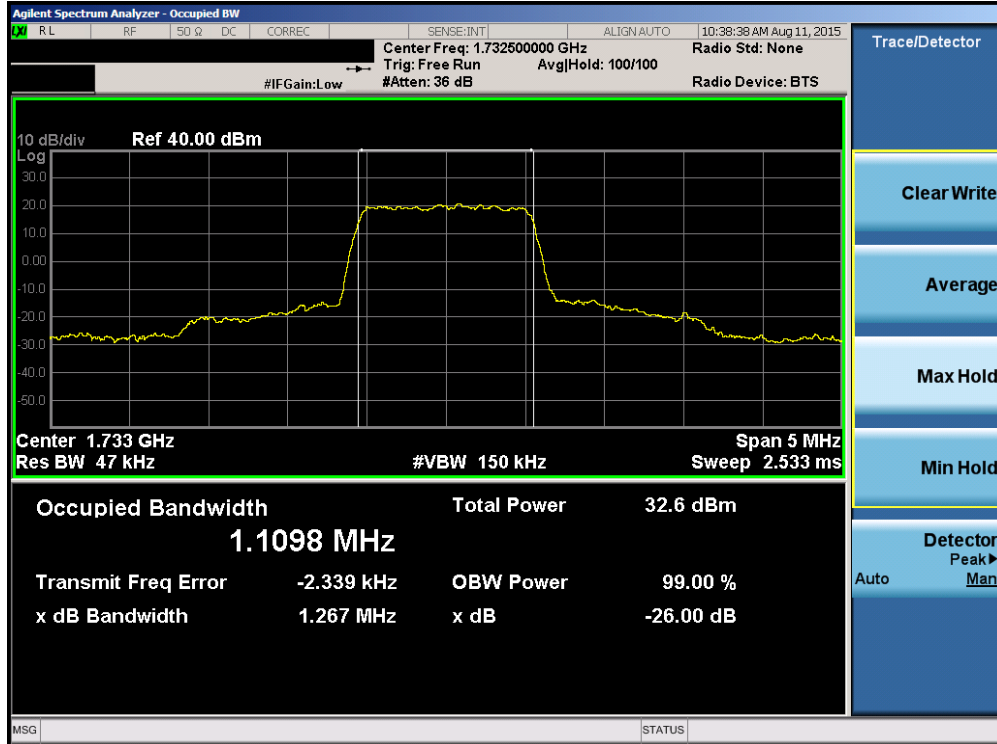 Agilent Spectrum Analyzer - Occupied BW
LXI RL RF 50 Ω DC CORREC SENSE:INT ALIGN AUTO 10:38:38 AM Aug 11, 2015
Center Freq: 1.732500000 GHz Radio Std: None
Trig: Free Run Avg|Hold: 100/100
#IFGain:Low #Atten: 36 dB Radio Device: BTS
Trace/Detector
10 dB/div Ref 40.00 dBm
Log
30.0
20.0
10.0
0.00
-10.0
-20.0
-30.0
-40.0
-50.0
Center 1.733 GHz Span 5 MHz
Res BW 47 kHz #VBW 150 kHz Sweep 2.533 ms
Occupied Bandwidth Total Power 32.6 dBm
1.1098 MHz
Transmit Freq Error -2.339 kHz OBW Power 99.00 %
x dB Bandwidth 1.267 MHz x dB -26.00 dB
Clear Write
Average
Max Hold
Min Hold
Detector
Peak▶
Auto Man
MSG STATUS